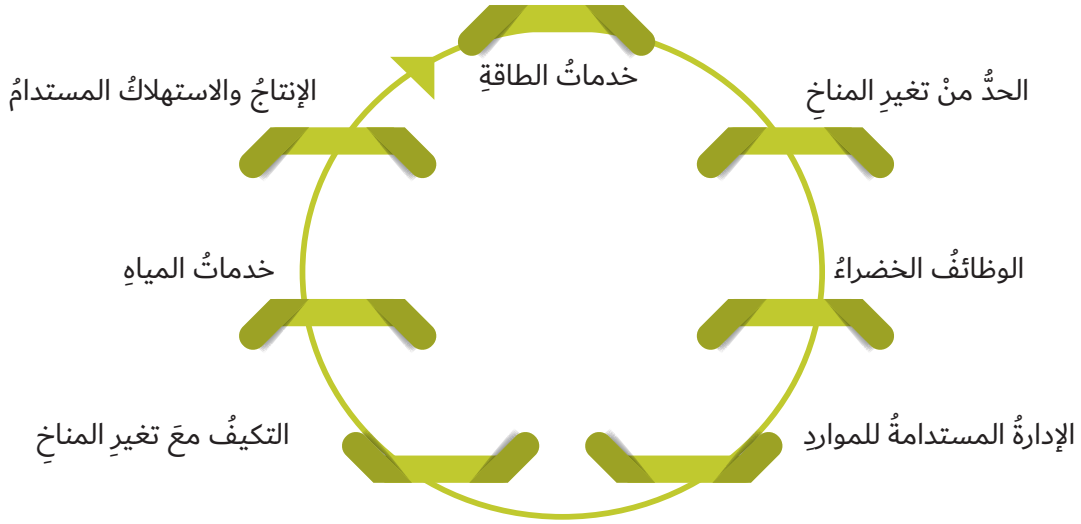 خدماتُ الطاقةِ
الحدُّ منْ تغيرِ المناخِ
الإنتاجُ والاستهلاكُ المستدامُ
الوظائفُ الخضراءُ
خدماتُ المياهِ
الإدارةُ المستدامةُ للمواردِ
التكيفُ معَ تغيرِ المناخِ